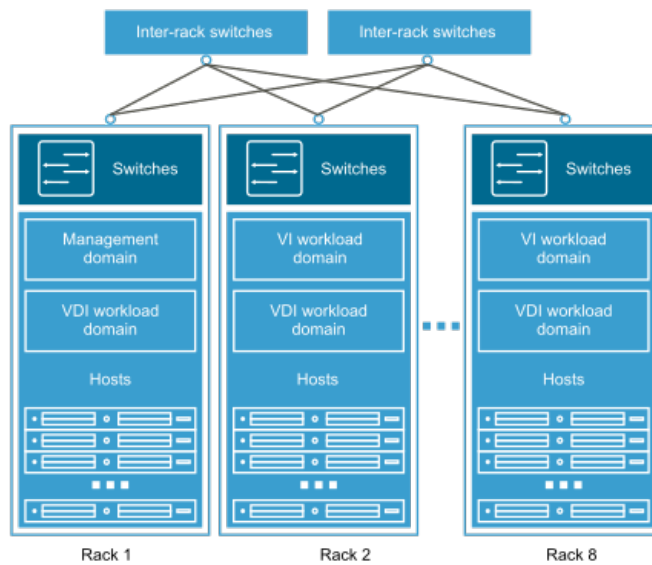 Inter-rack switches
Inter-rack switches
Switches
Management
domain
VDI workload
domain
Hosts
Rack 1
Switches
VI workload
domain
VDI workload
domain
Hosts
Rack 2
Switches
VI workload
domain
VDI workload
domain
Hosts
Rack 8